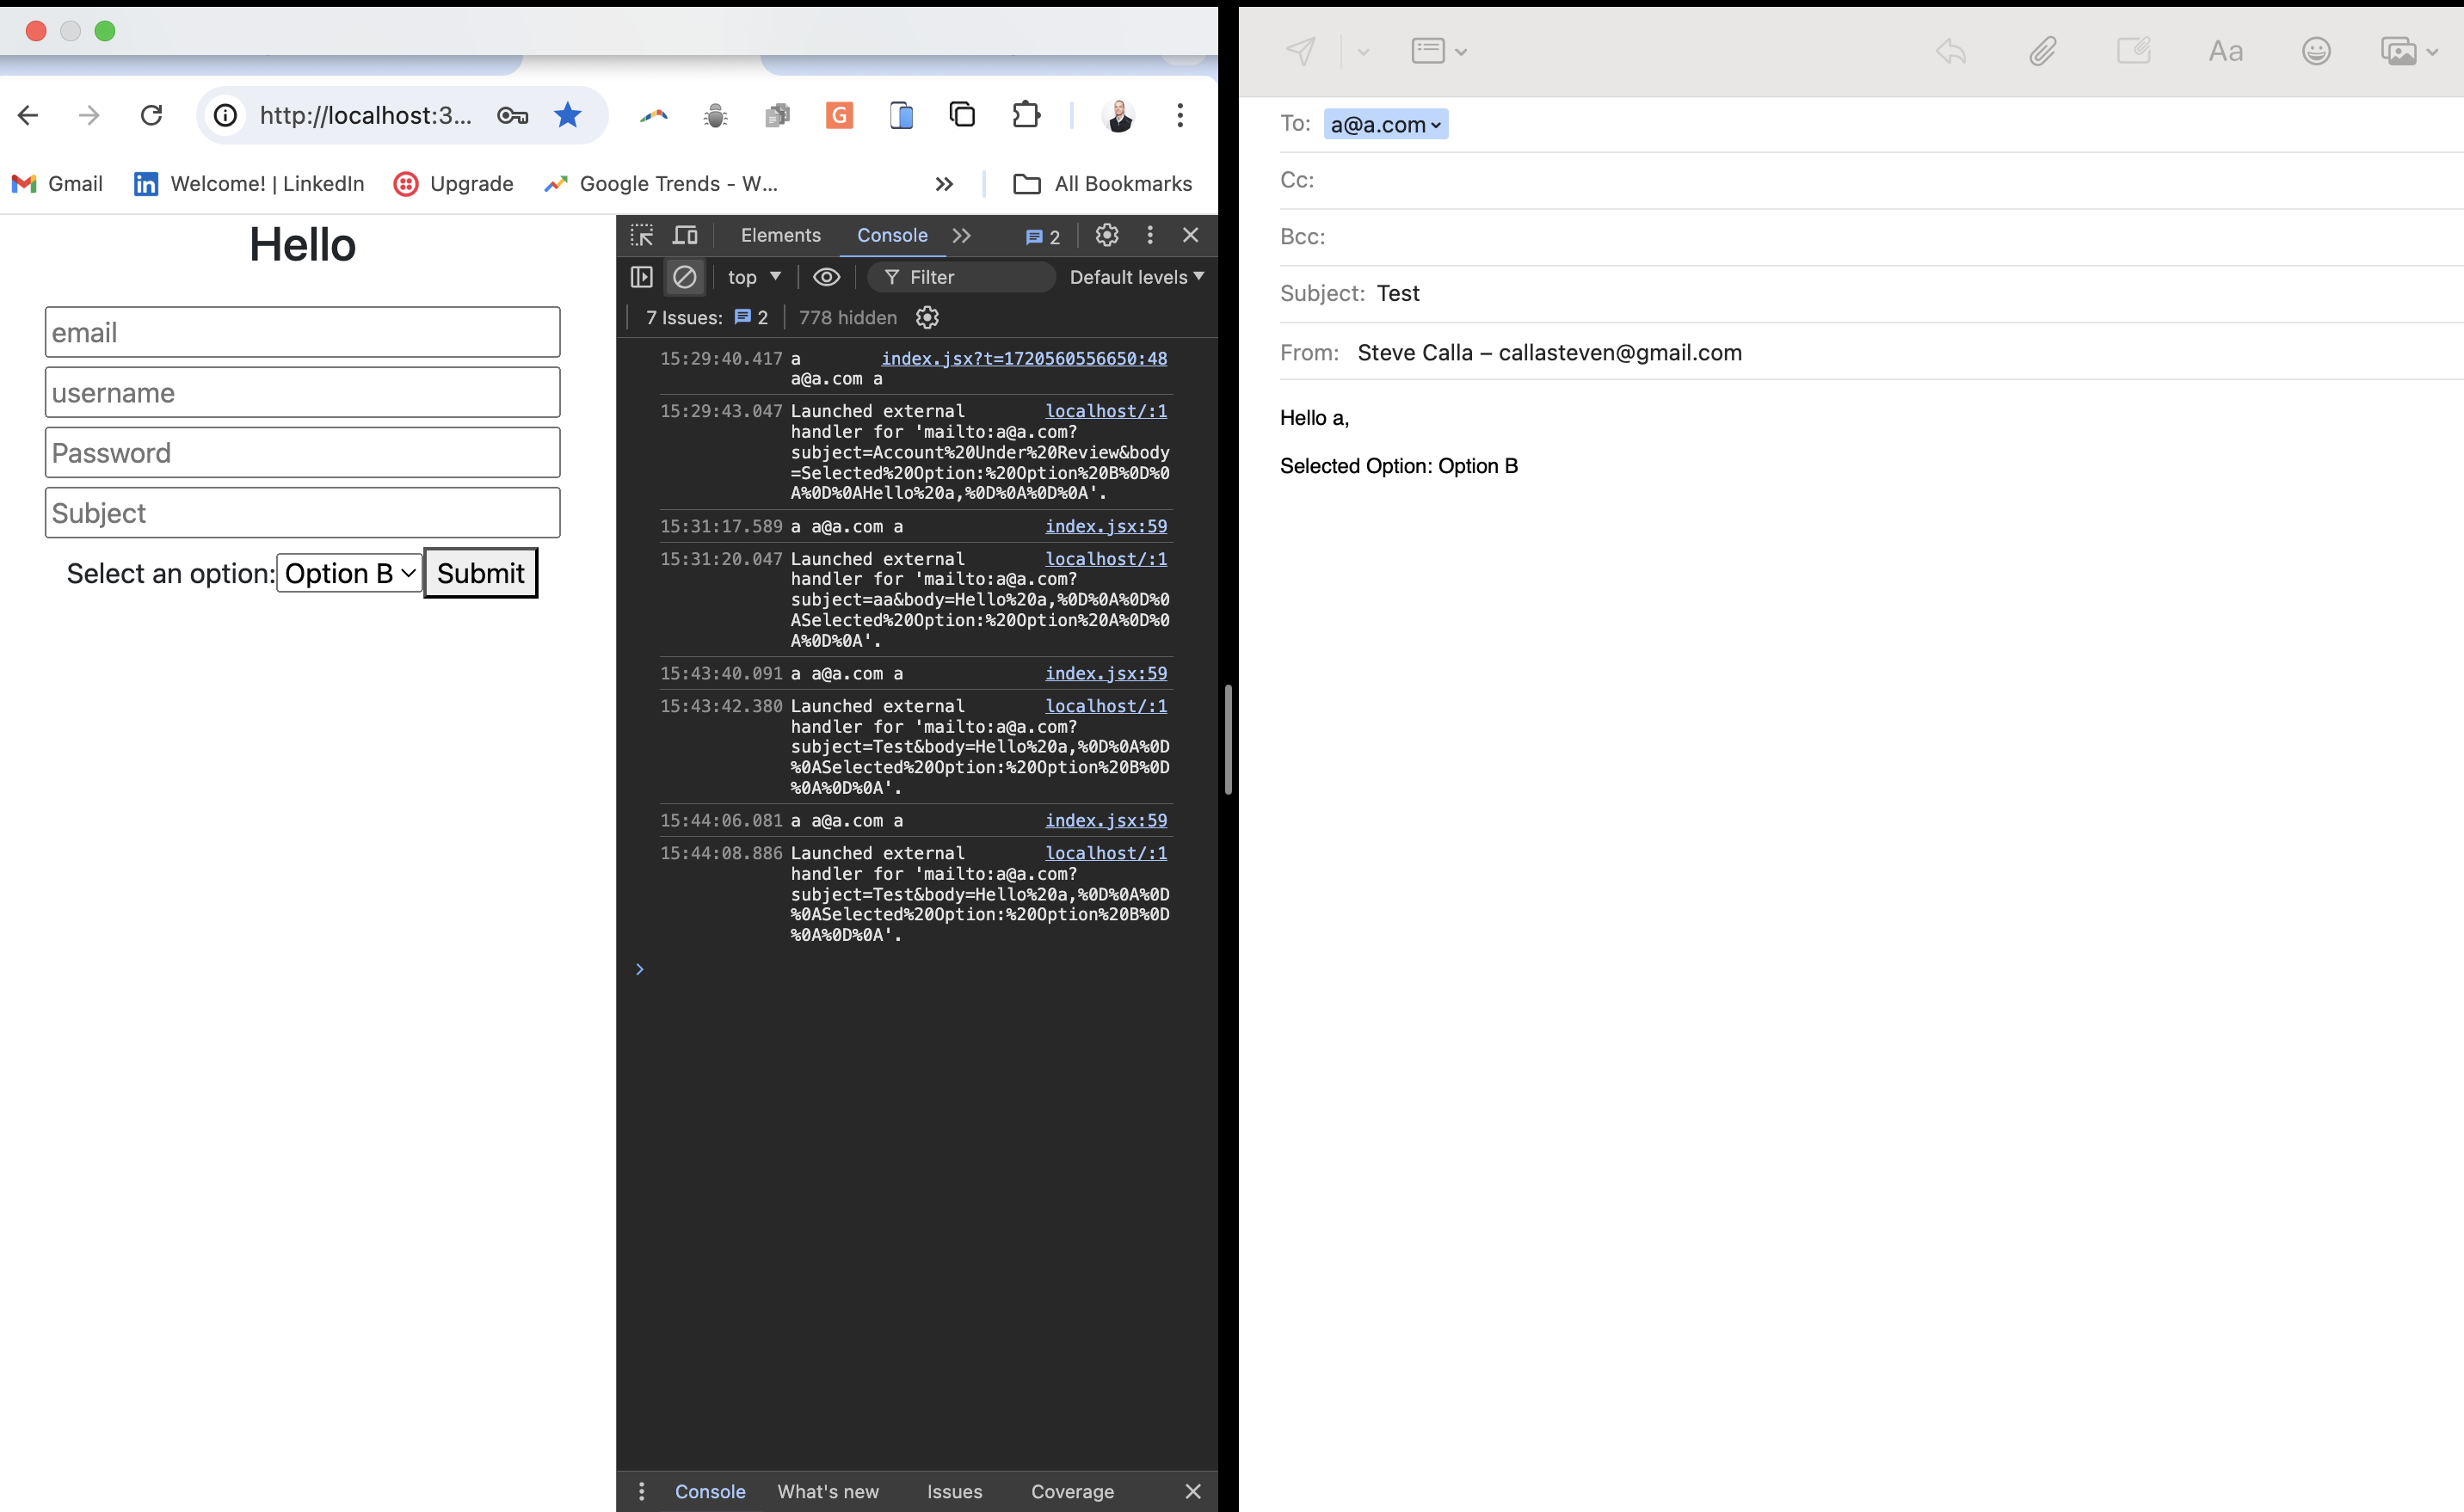 http://localhost:3...
Gmail
Welcome! | LinkedIn
Upgrade
Google Trends - W...
All Bookmarks
Hello
email
username
Password
Subject
Select an option: Option B Submit
Elements Console 2
top Filter Default levels
7 Issues: 2 778 hidden
15:29:40.417 a index.jsx?t=1720560556650:48
a@a.com a
15:29:43.047 Launched external localhost/:1
handler for 'mailto:a@a.com?
subject=Account%20Under%20Review&body
=Selected%20Option:%20Option%20B%0D%0
A%0D%0AHello%20a,%0D%0A%0D%0A'.
15:31:17.589 a a@a.com a index.jsx:59
15:31:20.047 Launched external localhost/:1
handler for 'mailto:a@a.com?
subject=aa&body=Hello%20a,%0D%0A%0D%0
ASelected%20Option:%20Option%20A%0D%0
A%0D%0A'.
15:43:40.091 a a@a.com a index.jsx:59
15:43:42.380 Launched external localhost/:1
handler for 'mailto:a@a.com?
subject=Test&body=Hello%20a,%0D%0A%0D
%0ASelected%20Option:%20Option%20B%0D
%0A%0D%0A'.
15:44:06.081 a a@a.com a index.jsx:59
15:44:08.886 Launched external localhost/:1
handler for 'mailto:a@a.com?
subject=Test&body=Hello%20a,%0D%0A%0D
%0ASelected%20Option:%20Option%20B%0D
%0A%0D%0A'.
Console What's new Issues Coverage
Aa
To: a@a.com
Cc:
Bcc:
Subject: Test
From: Steve Calla – callasteven@gmail.com
Hello a,
Selected Option: Option B